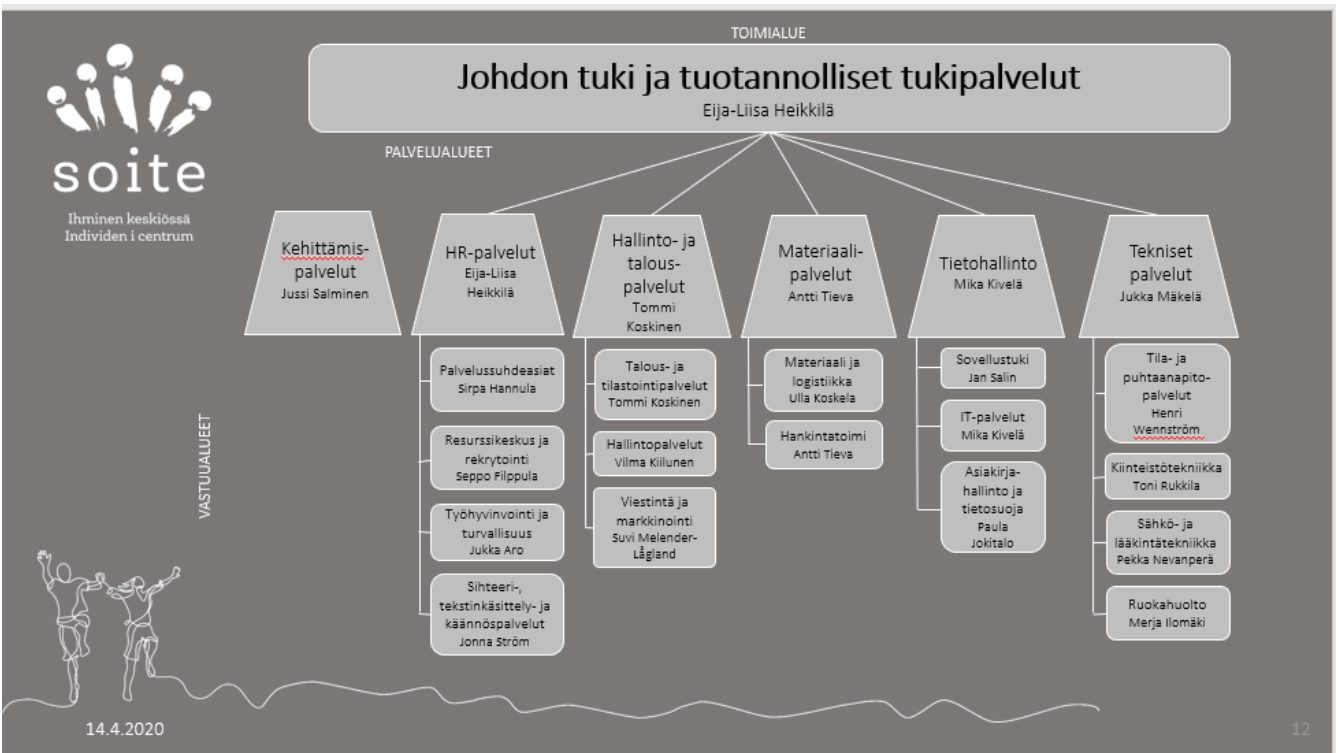 TOIMIALUE
Johdon tuki ja tuotannolliset tukipalvelut
Eija-Liisa Heikkilä
soite
Ihminen keskiössä
Individen i centrum
PALVELUALUEET
Kehittämis-
palvelut
Jussi Salminen
HR-palvelut
Eija-Liisa
Heikkilä
Hallinto- ja
talous-
palvelut
Tommi
Koskinen
Materiaali-
palvelut
Antti Tieva
Tietohallinto
Mika Kivelä
Tekniset
palvelut
Jukka Mäkelä
VASTUUALUEET
Palvelussuhdeasiat
Sirpa Hannula
Resurssikeskus ja
rekrytointi
Seppo Filppula
Työhyvinvointi ja
turvallisuus
Jukka Aro
Sihteeri-,
tekstinkäsittely- ja
käännöspalvelut
Jonna Ström
Talous- ja
tilastointipalvelut
Tommi Koskinen
Hallintopalvelut
Vilma Kiilunen
Viestintä ja
markkinointi
Suvi Melender-
Lågland
Materiaali ja
logistiikka
Ulla Koskela
Hankintatoimi
Antti Tieva
Sovellustuki
Jan Salin
IT-palvelut
Mika Kivelä
Asiakirja-
hallinto ja
tietosuoja
Paula
Jokitalo
Tila- ja
puhtaanapito-
palvelut
Henri
Wennström
Kiinteistötekniikka
Toni Rukkila
Sähkö- ja
lääkintätekniikka
Pekka Nevanperä
Ruokahuolto
Merja Ilomäki
14.4.2020
12